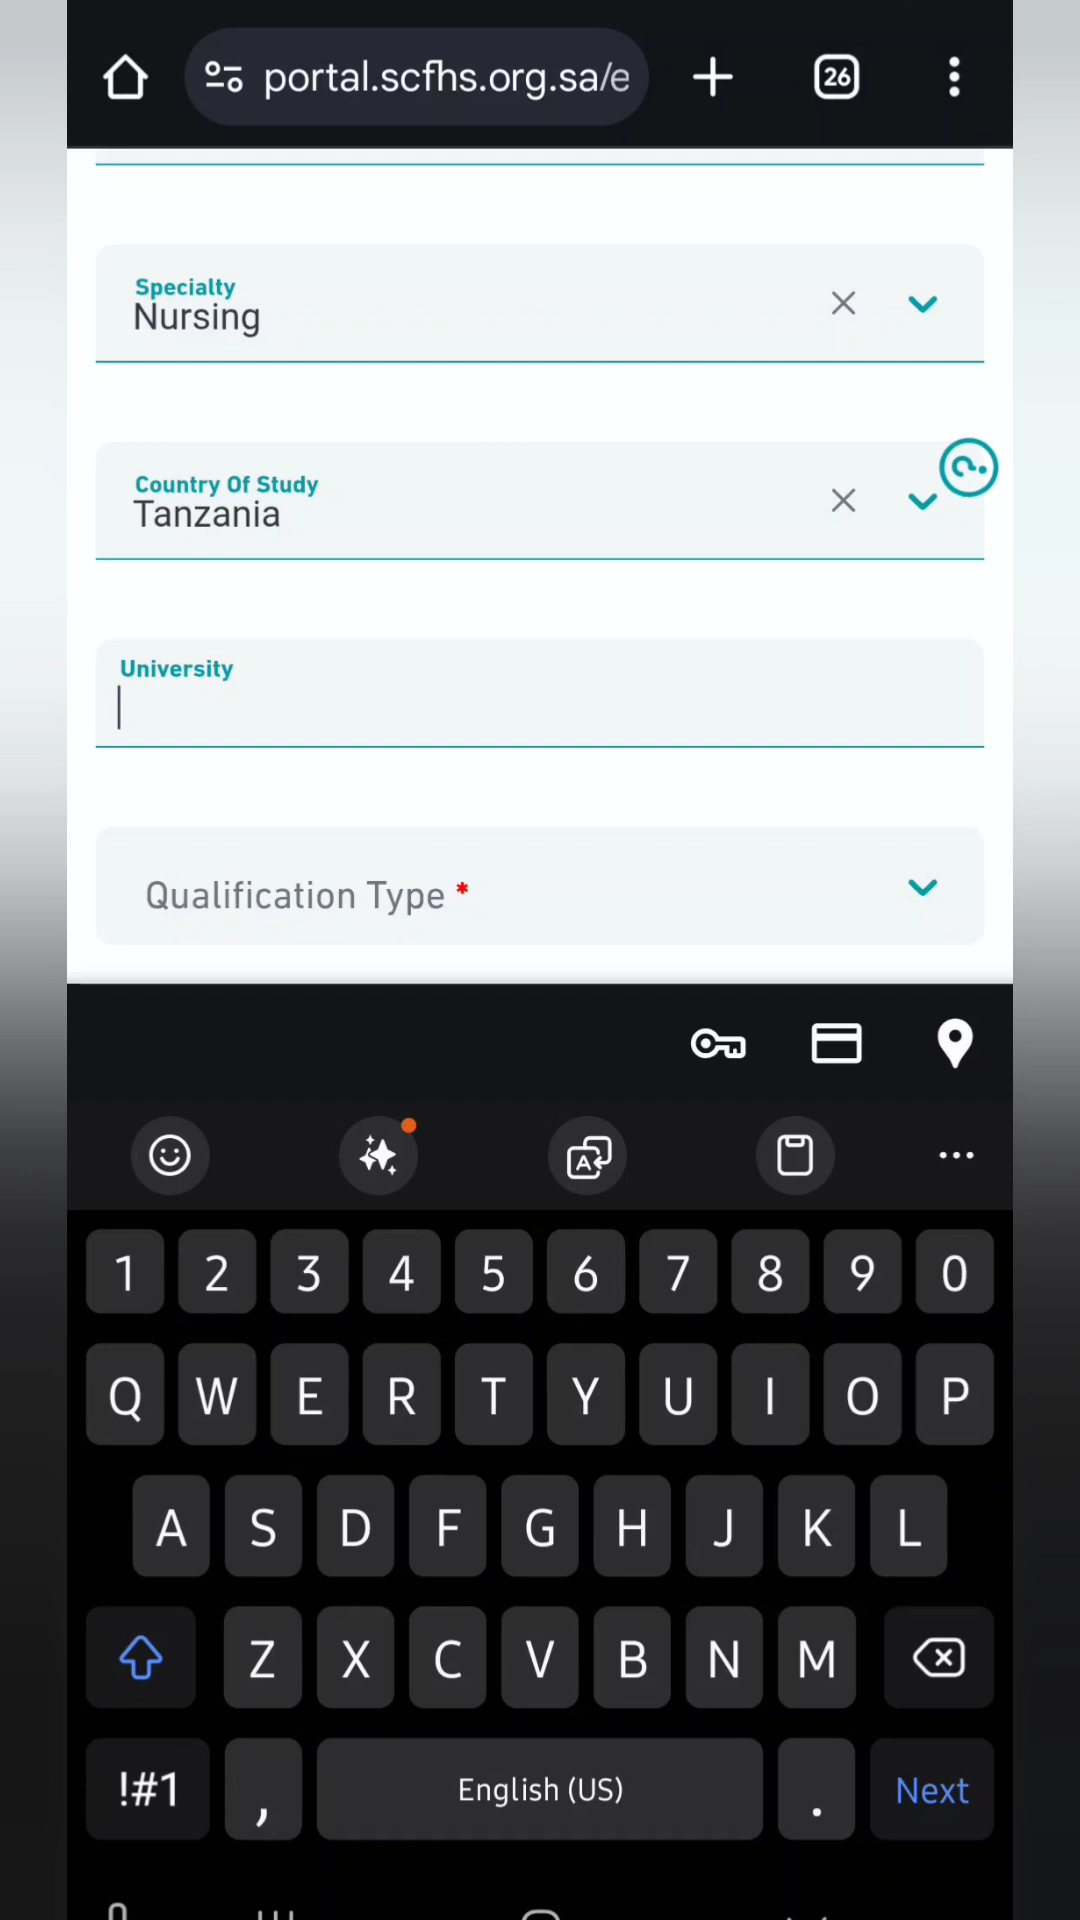 portal.scfhs.org.sa/e
26
Specialty
Nursing
Country Of Study
Tanzania
University
Qualification Type *
1 2 3 4 5 6 7 8 9 0
Q W E R T Y U I O P
A S D F G H J K L
Z X C V B N M
!#1 , English (US) . Next